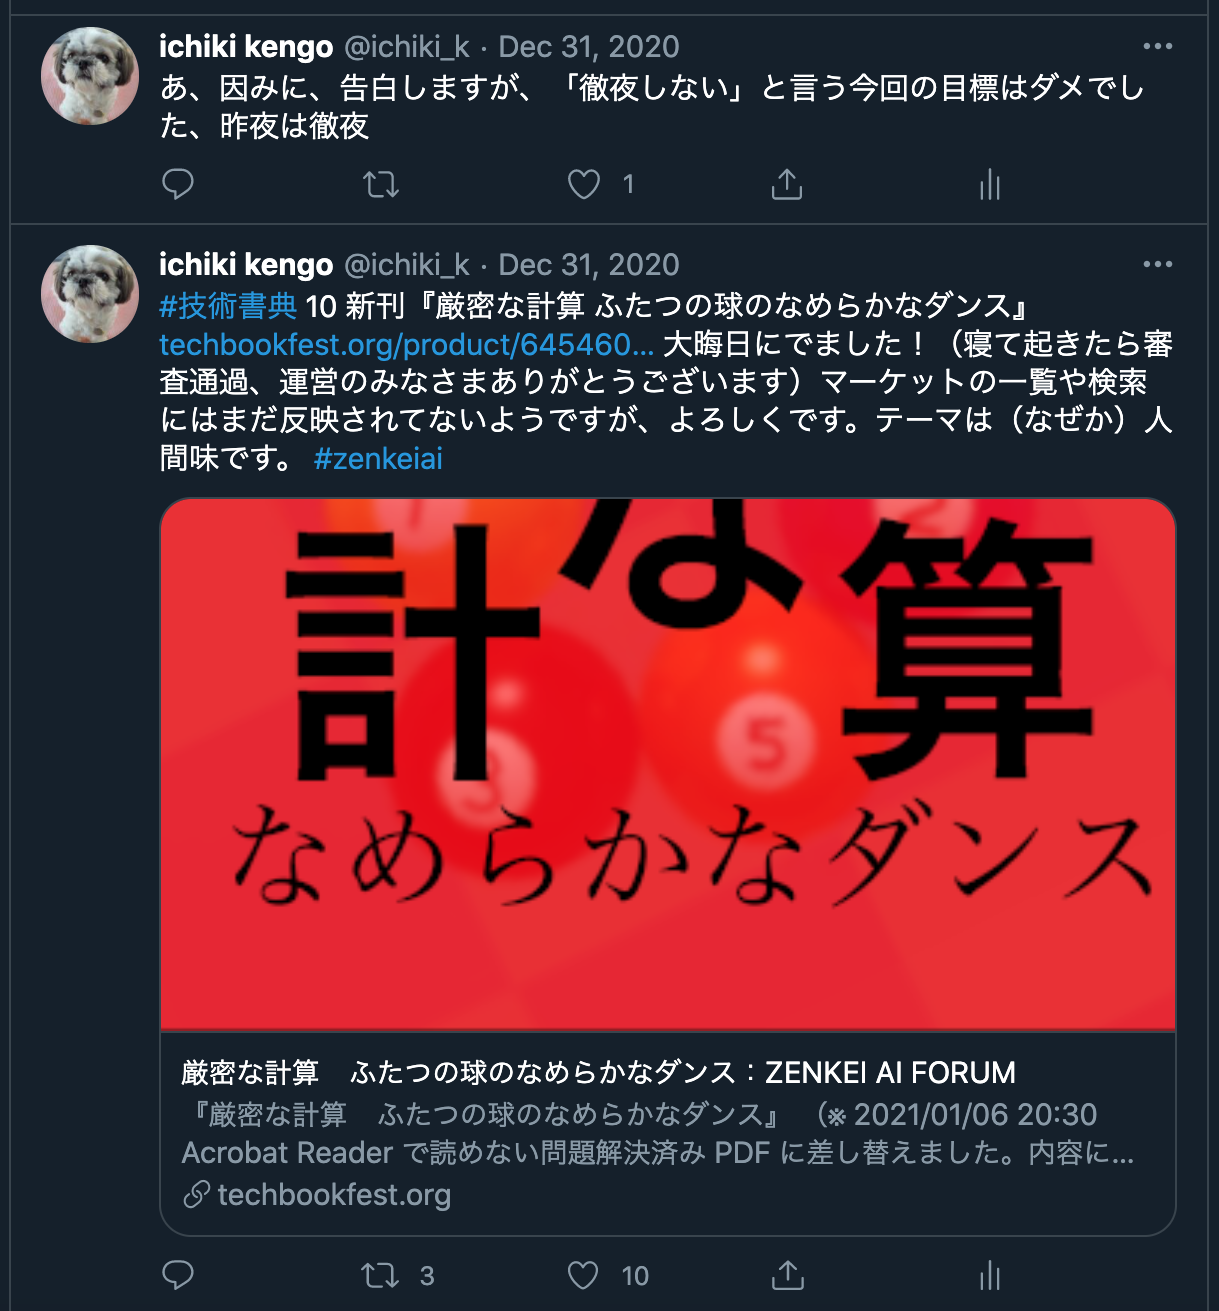 ichiki kengo @ichiki_k · Dec 31, 2020
あ、因みに、告白しますが、「徹夜しない」と言う今回の目標はダメでし
た、昨夜は徹夜
1
ichiki kengo @ichiki_k · Dec 31, 2020
#技術書典 10 新刊『厳密な計算 ふたつの球のなめらかなダンス』
techbookfest.org/product/645460... 大晦日にでました！（寝て起きたら審
査通過、運営のみなさまありがとうございます）マーケットの一覧や検索
にはまだ反映されてないようですが、よろしくです。テーマは（なぜか）人
間味です。 #zenkeiai
1
2
計な算
3
5
なめらかなダンス
厳密な計算　ふたつの球のなめらかなダンス：ZENKEI AI FORUM
『厳密な計算　ふたつの球のなめらかなダンス』 （※ 2021/01/06 20:30
Acrobat Reader で読めない問題解決済み PDF に差し替えました。内容に...
techbookfest.org
3
10